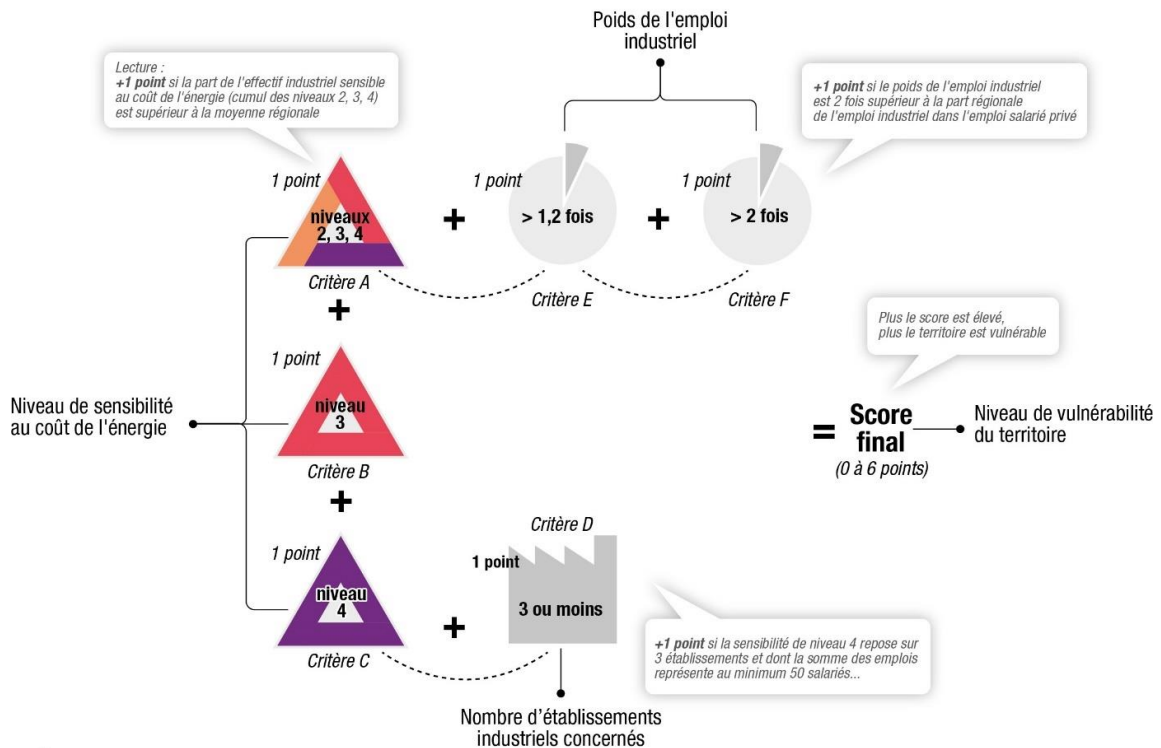 Poids de l'emploi
industriel
Lecture :
+1 point si la part de l'effectif industriel sensible
au coût de l'énergie (cumul des niveaux 2, 3, 4)
est supérieur à la moyenne régionale
+1 point si le poids de l'emploi industriel
est 2 fois supérieur à la part régionale
de l'emploi industriel dans l'emploi salarié privé
1 point
niveaux
2, 3, 4
Critère A
+
1 point
> 1,2 fois
Critère E
+
1 point
> 2 fois
Critère F
+
1 point
niveau
3
Critère B
Niveau de sensibilité
au coût de l'énergie
Plus le score est élevé,
plus le territoire est vulnérable
= Score
final
(0 à 6 points)
Niveau de vulnérabilité
du territoire
+
1 point
niveau
4
Critère C
+
Critère D
1 point
3 ou moins
+1 point si la sensibilité de niveau 4 repose sur
3 établissements et dont la somme des emplois
représente au minimum 50 salariés...
Nombre d’établissements
industriels concernés